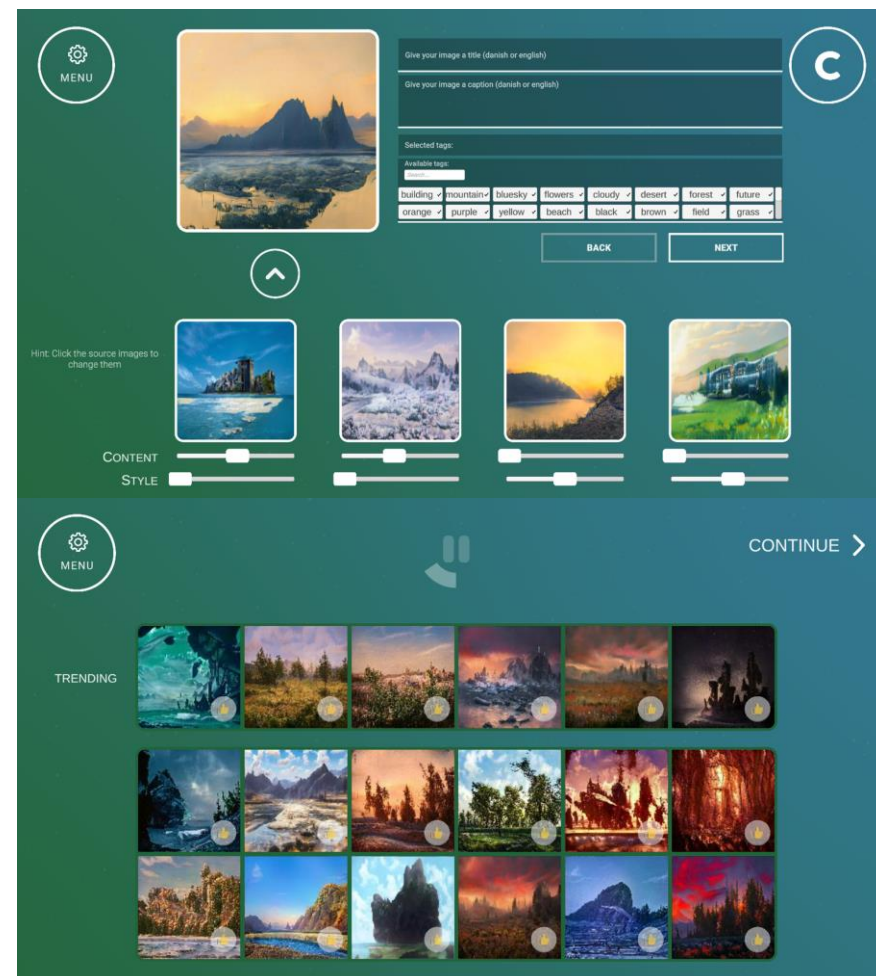 MENU
Give your image a title (danish or english)
C
Give your image a caption (danish or english)
Selected tags:
Available tags:
Search...
building mountain bluesky flowers cloudy desert forest future
orange purple yellow beach black brown field grass
BACK NEXT
Hint: Click the source images to
change them
CONTENT
STYLE
MENU
CONTINUE
TRENDING